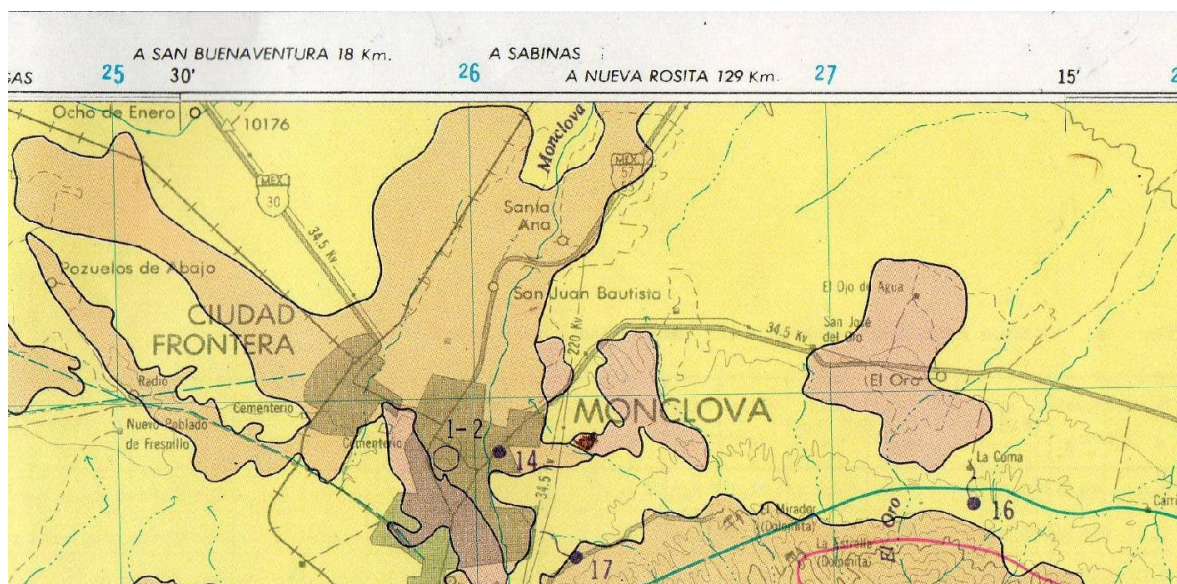 A SAN BUENAVENTURA 18 Km.
A SABINAS
GAS
25
30'
26
A NUEVA ROSITA 129 Km.
27
15'
2
Ocho de Enero
10176
Monclova
MEX
30
MEX
57
34.5 Kv
Santa
Ana
Pozuelos de Abajo
San Juan Bautista
El Ojo de Agua
CIUDAD
FRONTERA
220 Kv
34.5 Kv
San José
del Oro
(El Oro
Radio
Cementerio
MONCLOVA
Nuevo Poblado
de Fresnillo
Cementerio
1-2
14
34.5 Kv
La Coma
El Mirador
(Dolomita)
El Oro
16
La Estrella
(Dolomita)
17